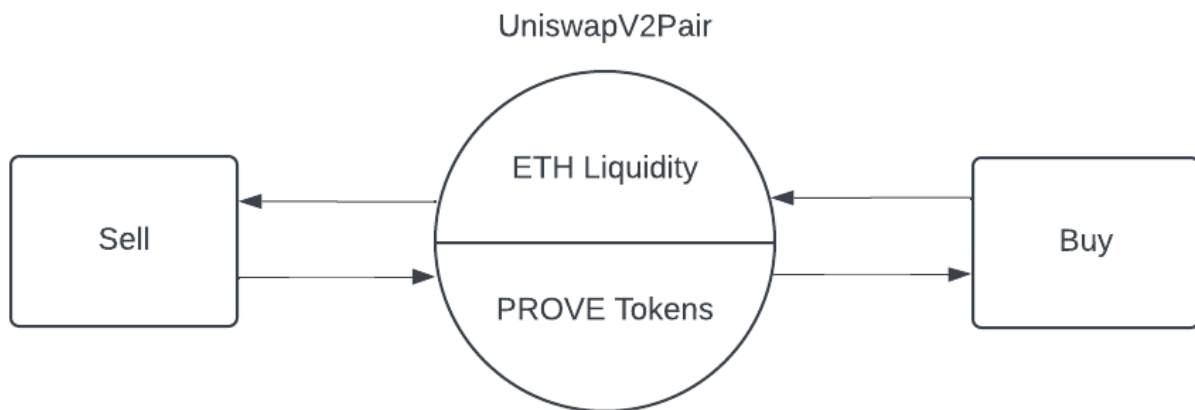 UniswapV2Pair
ETH Liquidity
Sell
Buy
PROVE Tokens